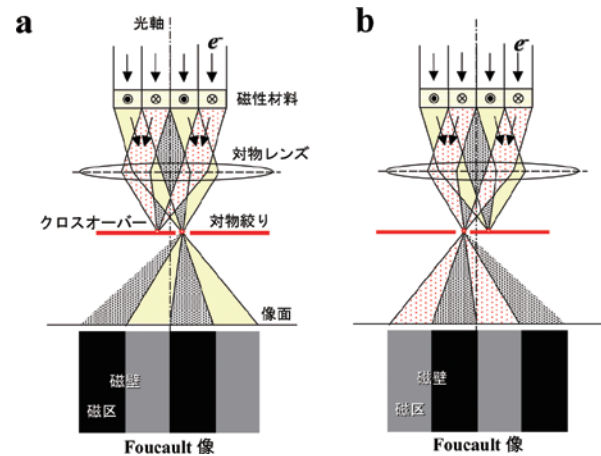 a
光軸
e-
磁性材料
対物レンズ
クロスオーバー
対物絞り
像面
磁壁
磁区
Foucault 像
b
e-
磁壁
磁区
Foucault 像